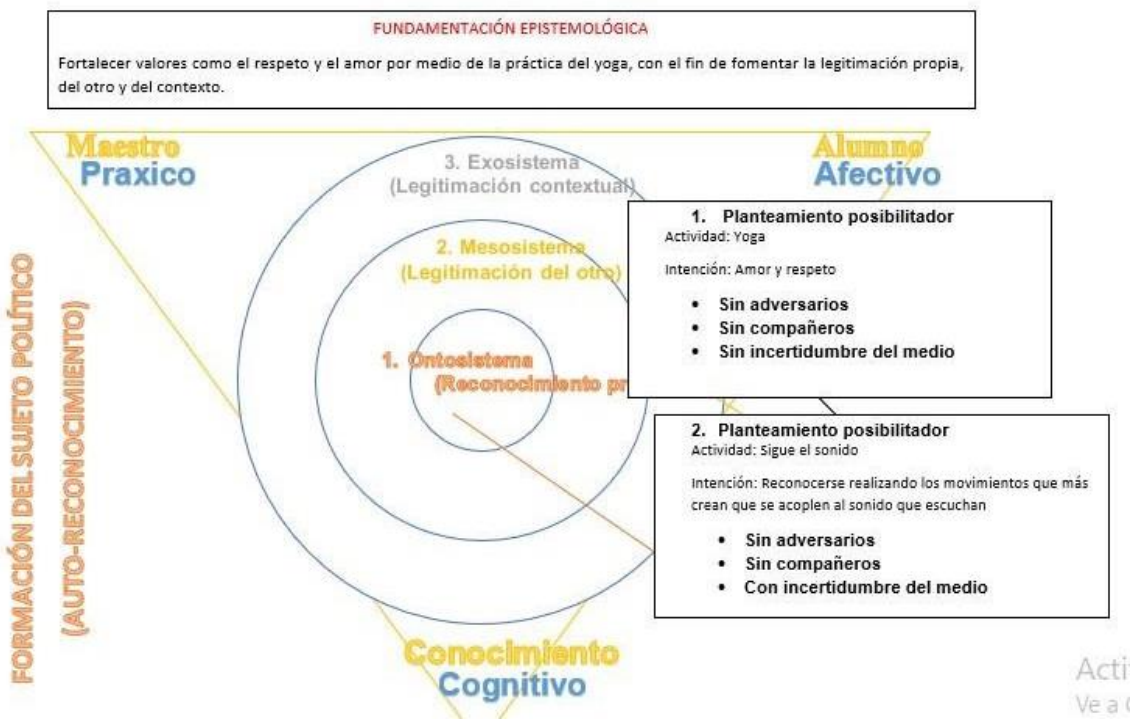 FUNDAMENTACIÓN EPISTEMOLÓGICA
Fortalecer valores como el respeto y el amor por medio de la práctica del yoga, con el fin de fomentar la legitimación propia,
del otro y del contexto.
Maestro
Praxico
Alumno
Afectivo
3. Exosistema
(Legitimación contextual)
2. Mesosistema
(Legitimación del otro)
1. Ontosistema
(Reconocimiento
1. Planteamiento posibilitador
Actividad: Yoga
Intención: Amor y respeto
• Sin adversarios
• Sin compañeros
• Sin incertidumbre del medio
2. Planteamiento posibilitador
Actividad: Sigue el sonido
Intención: Reconocerse realizando los movimientos que más
crean que se acoplen al sonido que escuchan
• Sin adversarios
• Sin compañeros
• Con incertidumbre del medio
FORMACIÓN DEL SUJETO POLÍTICO
(AUTO-RECONOCIMIENTO)
Conocimiento
Cognitivo
Acti
Ve a